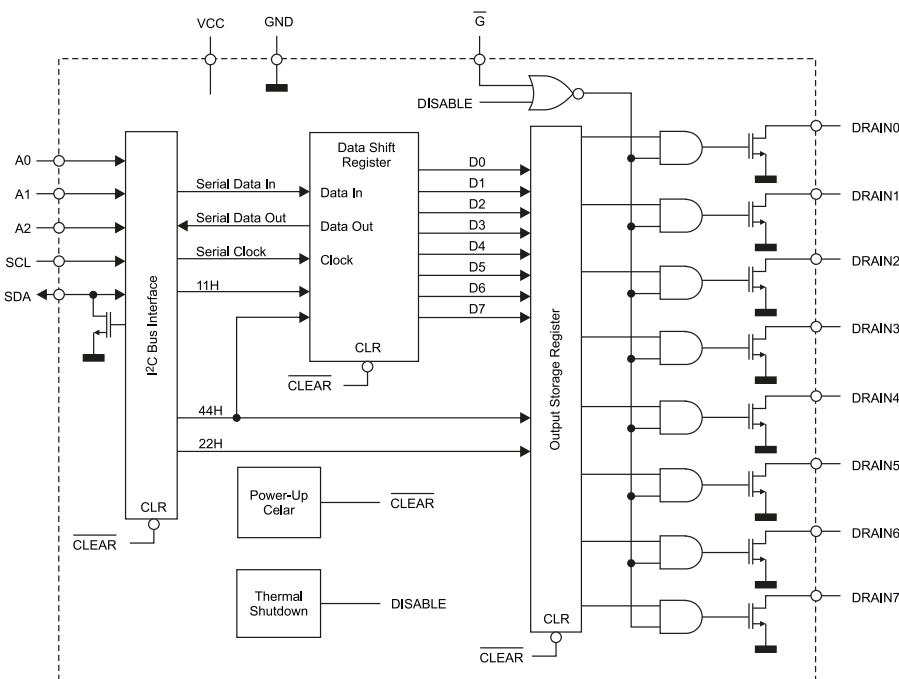 VCC
GND
G
DISABLE
A0
A1
A2
SCL
SDA
I²C Bus Interface
CLR
CLEAR
Serial Data In
Serial Data Out
Serial Clock
11H
44H
22H
Data Shift
Register
Data In
Data Out
Clock
CLR
CLEAR
D0
D1
D2
D3
D4
D5
D6
D7
Output Storage Register
CLR
CLEAR
Power-Up
Celar
CLEAR
Thermal
Shutdown
DISABLE
DRAIN0
DRAIN1
DRAIN2
DRAIN3
DRAIN4
DRAIN5
DRAIN6
DRAIN7